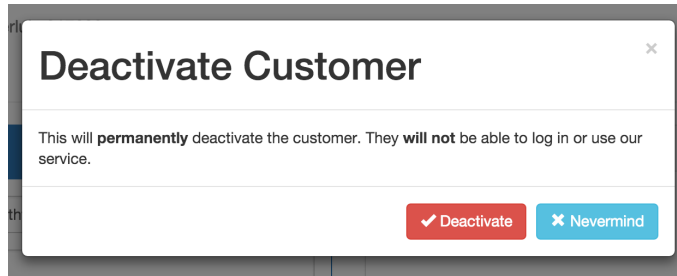 Deactivate Customer
×
This will permanently deactivate the customer. They will not be able to log in or use our
service.
Deactivate
Nevermind